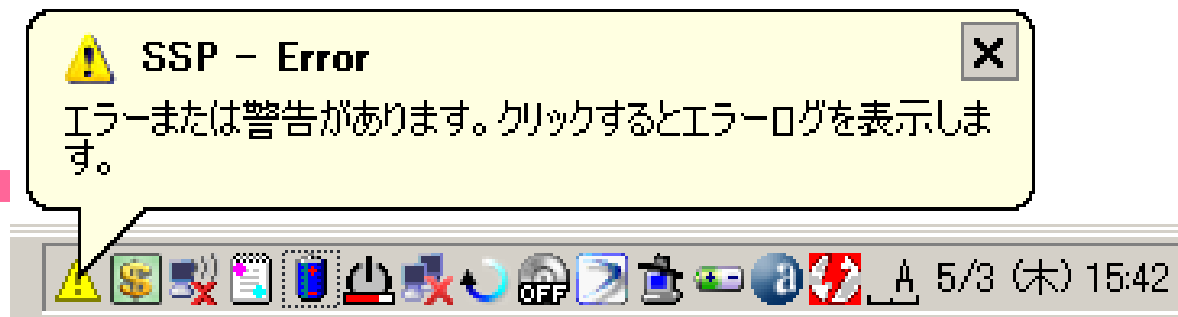 SSP - Error
エラーまたは警告があります。クリックするとエラーログを表示しま
す。
OFF
A 5/3 (木) 15:42